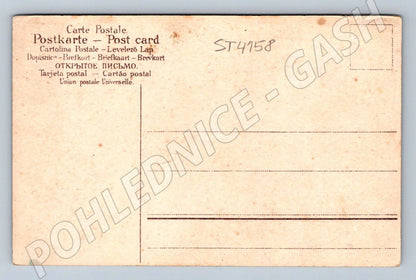 Carte Postale
Postkarte – Post card
Cartolina Postale – Levelező Lap
Dopisnice – Brefkort – Briefkaart – Brevkort
ОТКРЫТОЕ ПИСЬМО.
Tarjeta postal – Cartão postal
Union postale Universelle.
ST4758
POHLEDNICE - GASH